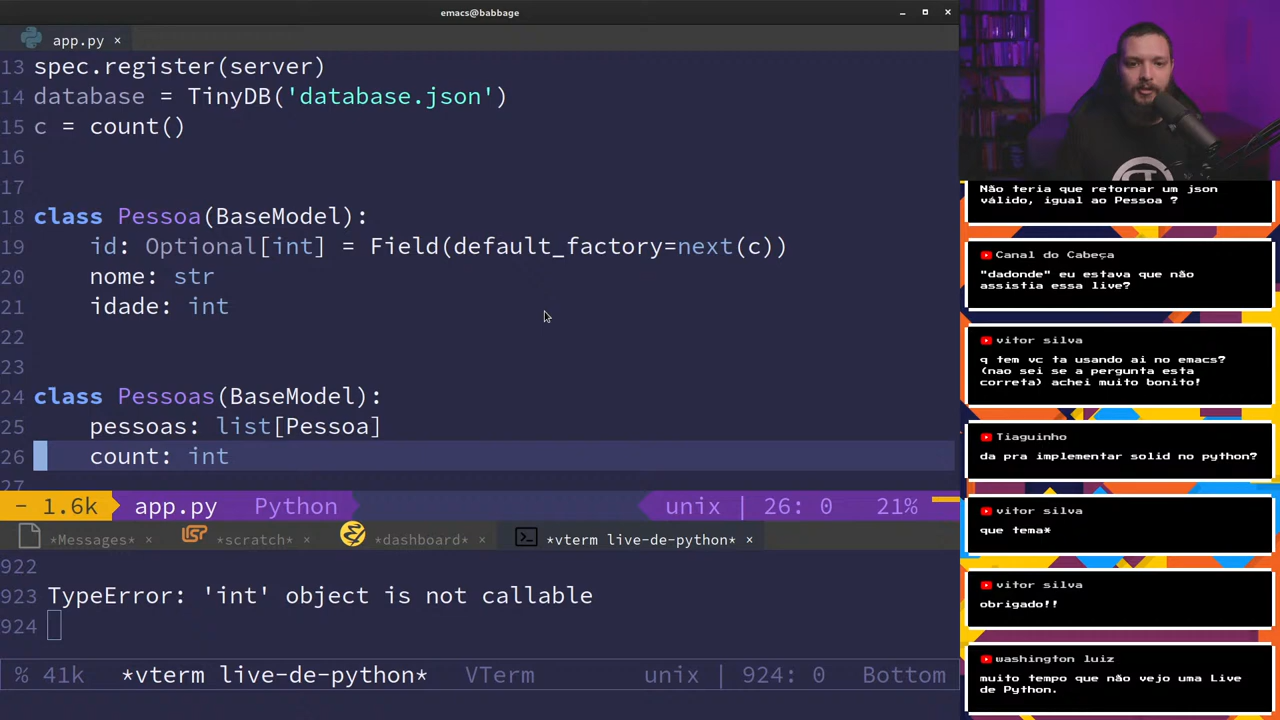 emacs@babbage
app.py ×
13 spec.register(server)
14 database = TinyDB('database.json')
15 c = count()
16
17
18 class Pessoa(BaseModel):
19 id: Optional[int] = Field(default_factory=next(c))
20 nome: str
21 idade: int
22
23
24 class Pessoas(BaseModel):
25 pessoas: list[Pessoa]
26 count: int
27
- 1.6k app.py Python unix | 26: 0 21%
*Messages* × *scratch* × *dashboard* × *vterm live-de-python* ×
922
923 TypeError: 'int' object is not callable
924
% 41k *vterm live-de-python* VTerm unix | 924: 0 Bottom
Não teria que retornar um json
válido, igual ao Pessoa ?
Canal do Cabeça
"dadonde" eu estava que não
assistia essa live?
vitor silva
q tem vc ta usando ai no emacs?
(nao sei se a pergunta esta
correta) achei muito bonito!
Tiaguinho
da pra implementar solid no python?
vitor silva
que tema*
vitor silva
obrigado!!
washington luiz
muito tempo que não vejo uma Live
de Python.